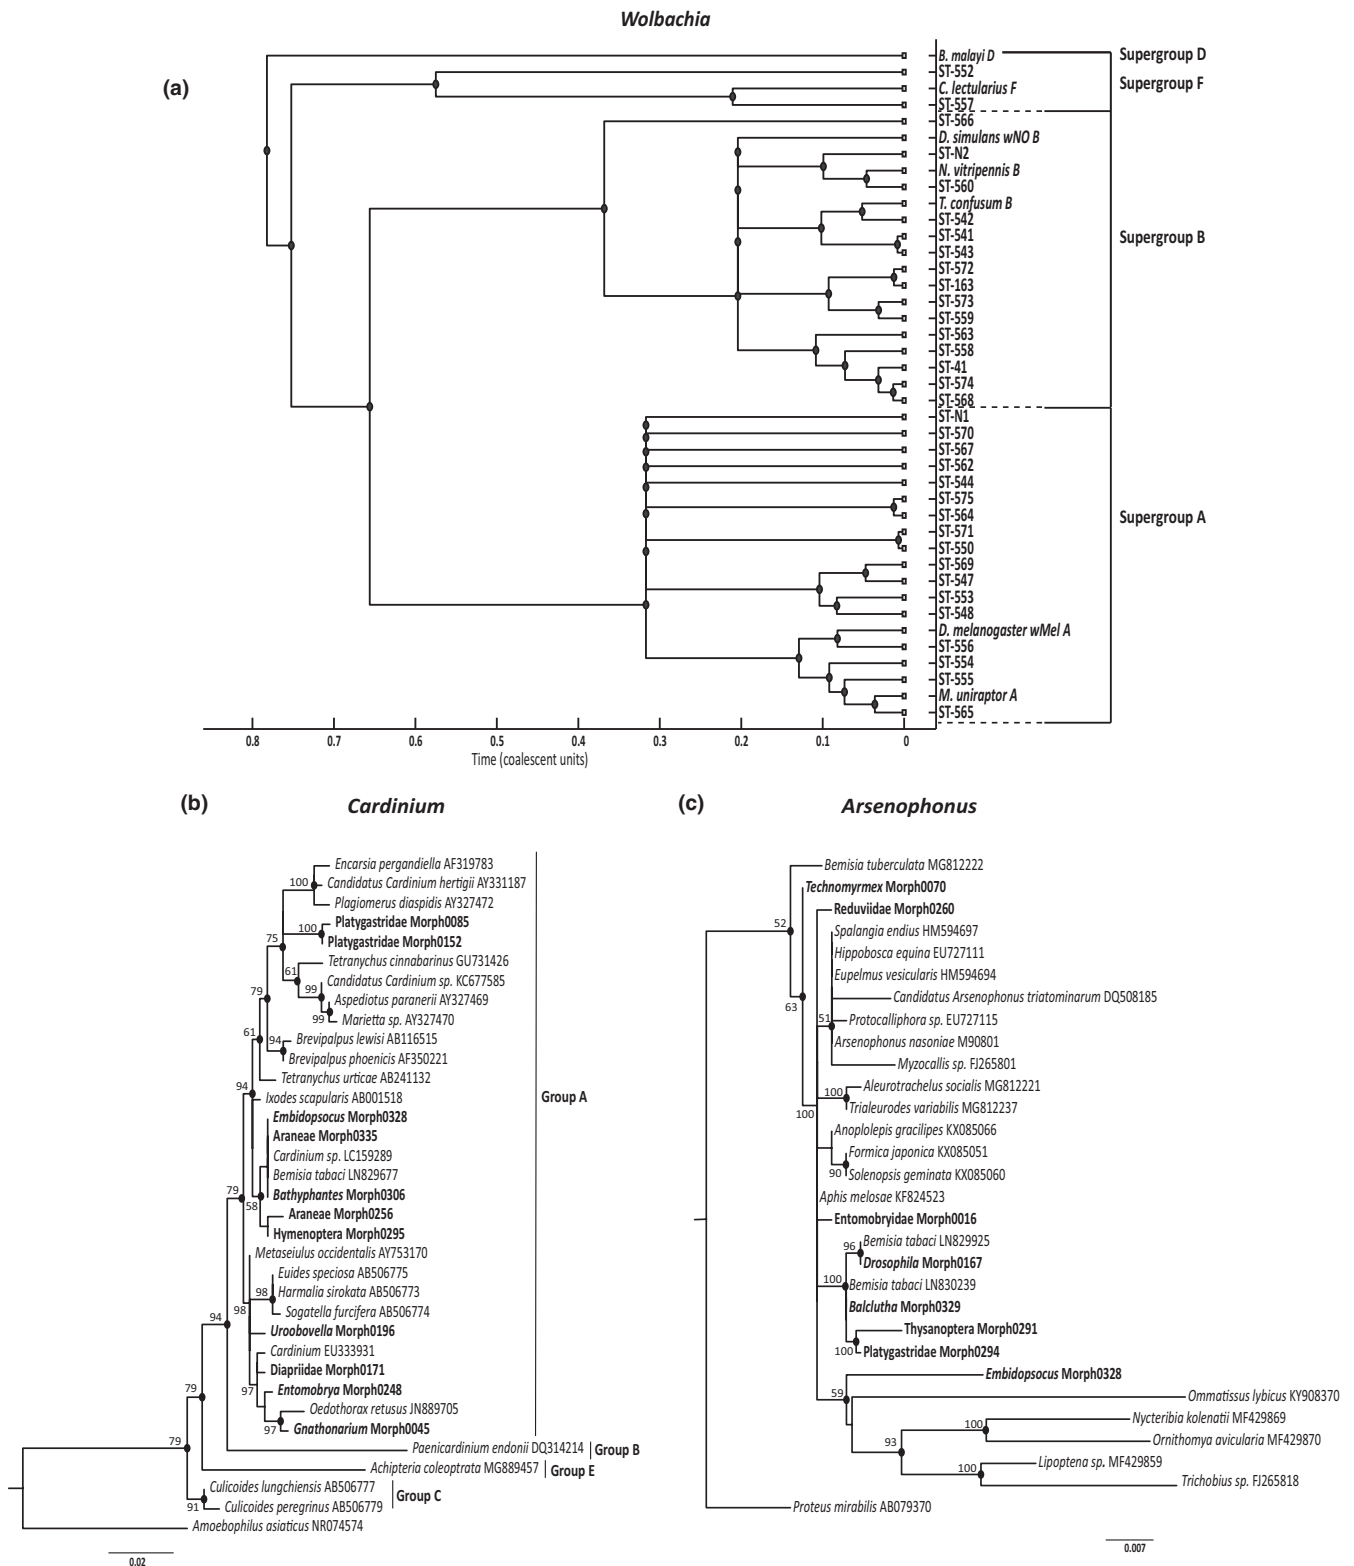 Wolbachia
(a)
B. malayi D
Supergroup D
ST-552
C. lectularius F
Supergroup F
ST-557
ST-566
D. simulans wNO B
ST-N2
N. vitripennis B
ST-560
T. confusum B
ST-542
ST-541
Supergroup B
ST-543
ST-572
ST-163
ST-573
ST-559
ST-563
ST-558
ST-41
ST-574
ST-568
ST-N1
ST-570
ST-567
ST-562
ST-544
ST-575
ST-564
Supergroup A
ST-571
ST-550
ST-569
ST-547
ST-553
ST-548
D. melanogaster wMel A
ST-556
ST-554
ST-555
M. uniraptor A
ST-565
0.8 0.7 0.6 0.5 0.4 0.3 0.2 0.1 0
Time (coalescent units)
(b)
Cardinium
Encarsia pergandiella AF319783
100
Candidatus Cardinium hertigii AY331187
Plagiomerus diaspidis AY327472
Platygastridae Morph0085
100
75
Platygastridae Morph0152
Tetranychus cinnabarinus GU731426
61
Candidatus Cardinium sp. KC677585
99
79
Aspediotus paranerii AY327469
99
Marietta sp. AY327470
61
94
Brevipalpus lewisi AB116515
Brevipalpus phoenicis AF350221
Tetranychus urticae AB241132
94
Ixodes scapularis AB001518
Group A
Embidopsocus Morph0328
Araneae Morph0335
Cardinium sp. LC159289
Bemisia tabaci LN829677
79
Bathyphantes Morph0306
58
Araneae Morph0256
Hymenoptera Morph0295
Metaseiulus occidentalis AY753170
Euides speciosa AB506775
98
Harmalia sirokata AB506773
98
Sogatella furcifera AB506774
94
Uroobovella Morph0196
Cardinium EU333931
Diapriidae Morph0171
97
Entomobrya Morph0248
79
Oedothorax retusus JN889705
97
Gnathonarium Morph0045
79
Paenicardinium endonii DQ314214
Group B
Achipteria coleoptrata MG889457
Group E
Culicoides lungchiensis AB506777
Group C
91
Culicoides peregrinus AB506779
Amoebophilus asiaticus NR074574
0.02
(c)
Arsenophonus
Bemisia tuberculata MG812222
Technomyrmex Morph0070
52
Reduviidae Morph0260
Spalangia endius HM594697
Hippobosca equina EU727111
Eupelmus vesicularis HM594694
Candidatus Arsenophonus triatominarum DQ508185
63
51
Protocalliphora sp. EU727115
Arsenophonus nasoniae M90801
Myzocallis sp. FJ265801
Aleurotrachelus socialis MG812221
100
Trialeurodes variabilis MG812237
100
Anoplolepis gracilipes KX085066
Formica japonica KX085051
90
Solenopsis geminata KX085060
Aphis melosae KF824523
Entomobryidae Morph0016
Bemisia tabaci LN829925
96
Drosophila Morph0167
100
Bemisia tabaci LN830239
Balclutha Morph0329
Thysanoptera Morph0291
100
Platygastridae Morph0294
Embidopsocus Morph0328
59
Ommatissus lybicus KY908370
Nycteribia kolenatii MF429869
100
93
Ornithomya avicularia MF429870
Lipoptena sp. MF429859
100
Trichobius sp. FJ265818
Proteus mirabilis AB079370
0.007